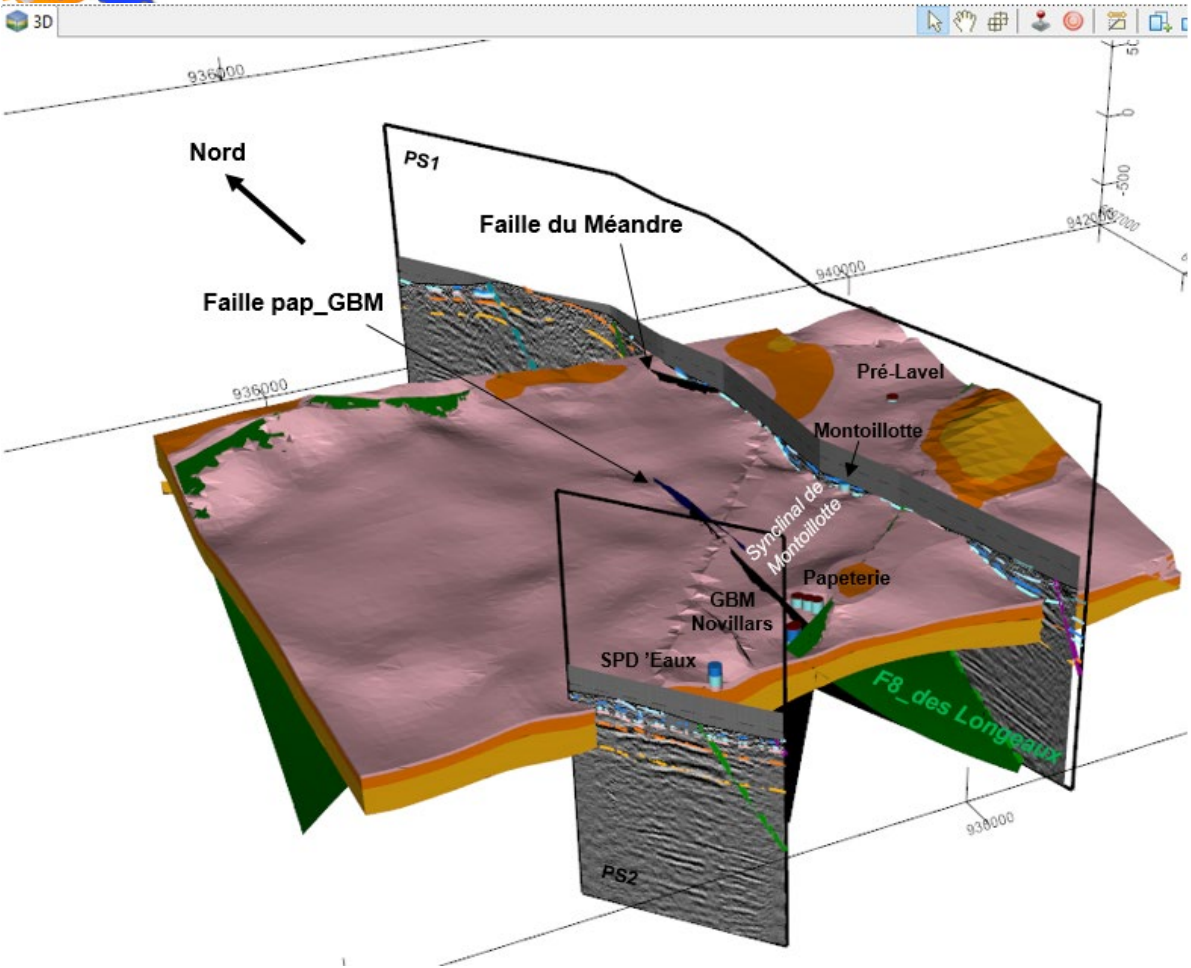 3D
936000
Nord
PS1
Faille du Méandre
0
-500
942000
940000
Faille pap_GBM
936000
Pré-Lavel
Montoillotte
Synclinal de
Montoillotte
Papeterie
GBM
Novillars
SPD 'Eaux
F8_des Longeaux
938000
PS2